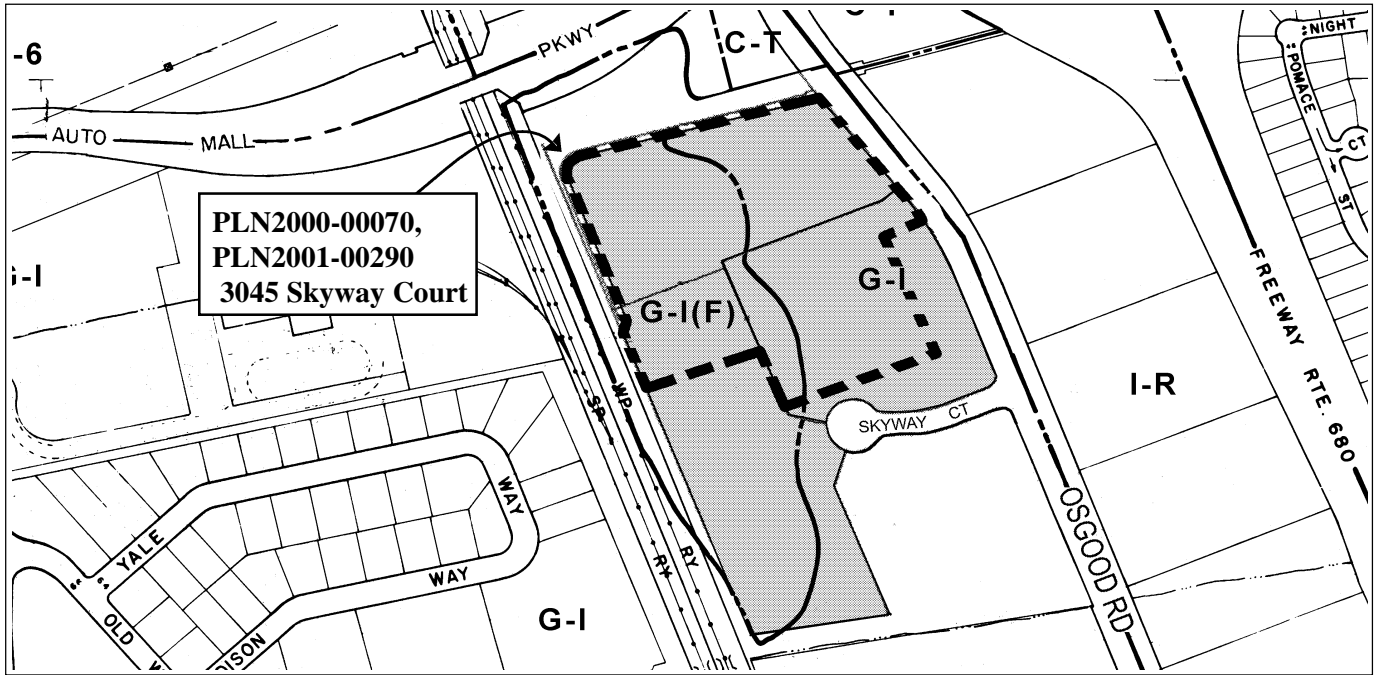 -6
PKWY
C-T
NIGHT
POMACE
CT
ST
AUTO MALL
PLN2000-00070,
PLN2001-00290
3045 Skyway Court
G-I
G-I(F)
G-I
I-R
FREEWAY RTE. 680
WP
SP
SKYWAY CT
OSGOOD RD
RY
RY
YALE
WAY
WAY
OLD
G-I